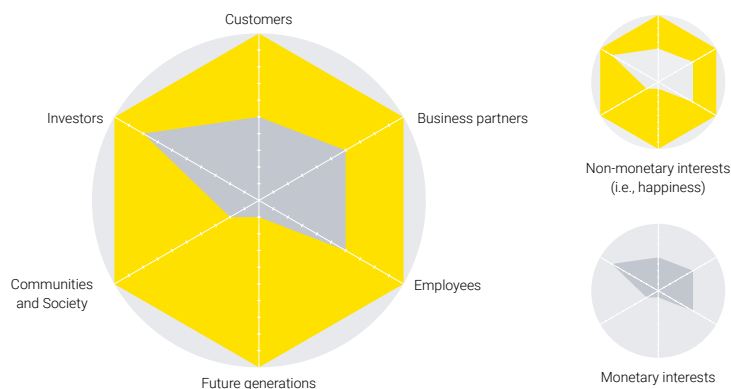 Customers
Investors
Business partners
Communities
and Society
Employees
Future generations
Non-monetary interests
(i.e., happiness)
Monetary interests